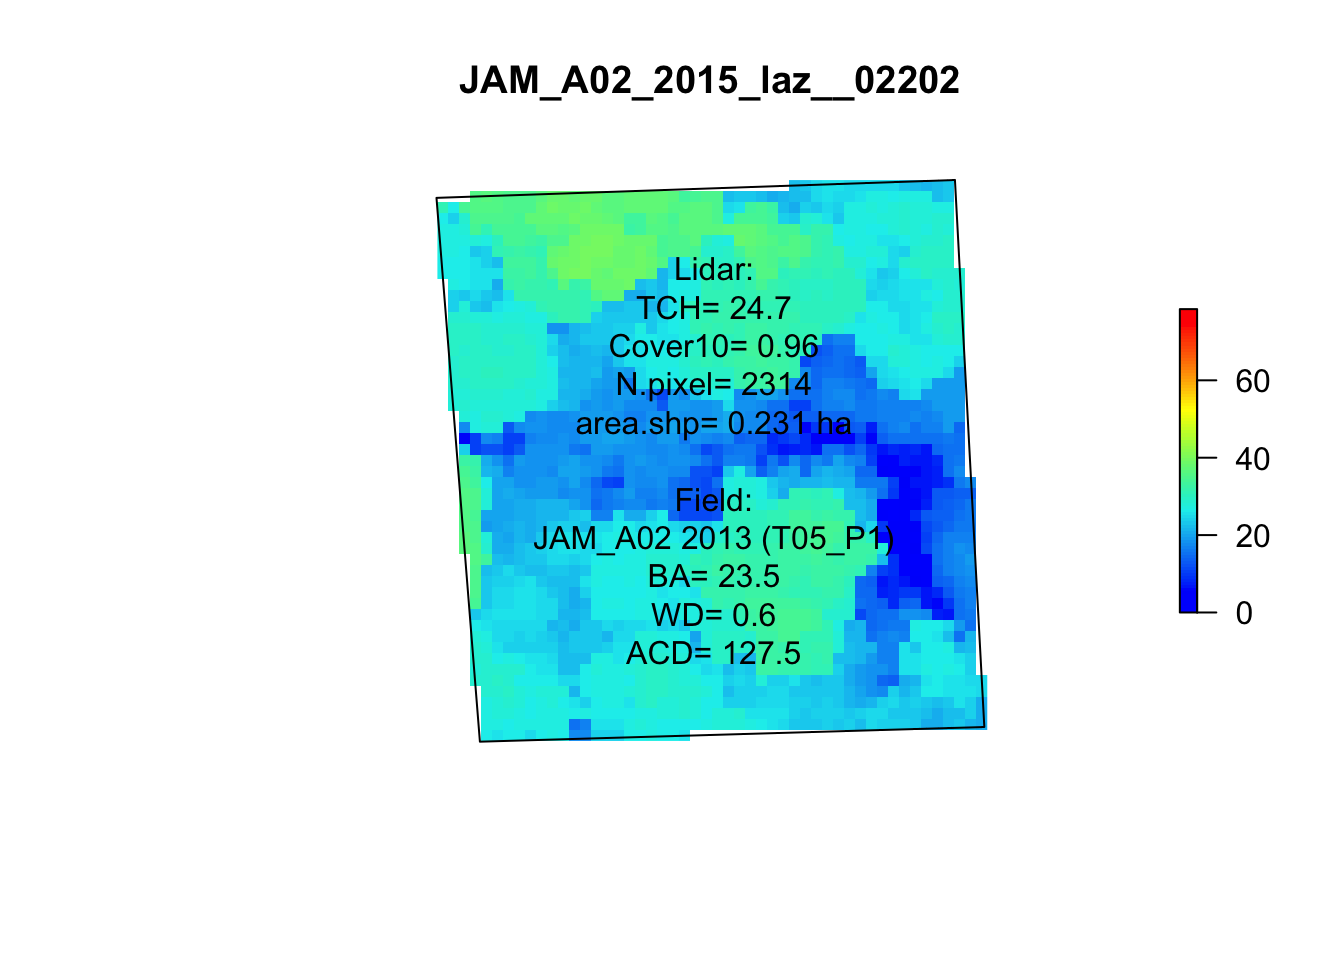 JAM_A02_2015_laz__02202
Lidar:
TCH= 24.7
Cover10= 0.96
N.pixel= 2314
area.shp= 0.231 ha
Field:
JAM_A02 2013 (T05_P1)
BA= 23.5
WD= 0.6
ACD= 127.5
60
40
20
0